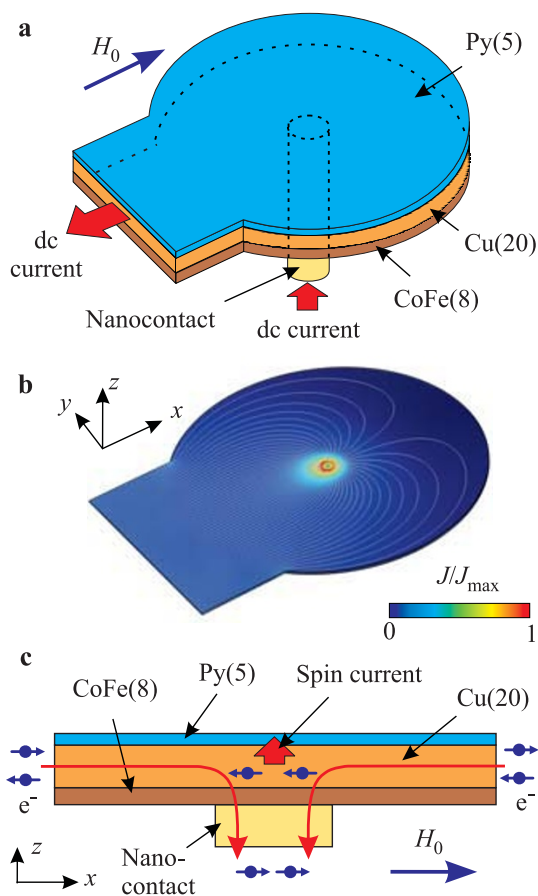 a
H₀
Py(5)
dc
current
Cu(20)
CoFe(8)
Nanocontact
dc current
b
z
y
x
J/Jmax
0
1
c
CoFe(8)
Py(5)
Spin current
Cu(20)
e⁻
e⁻
z
x
Nano-
contact
H₀